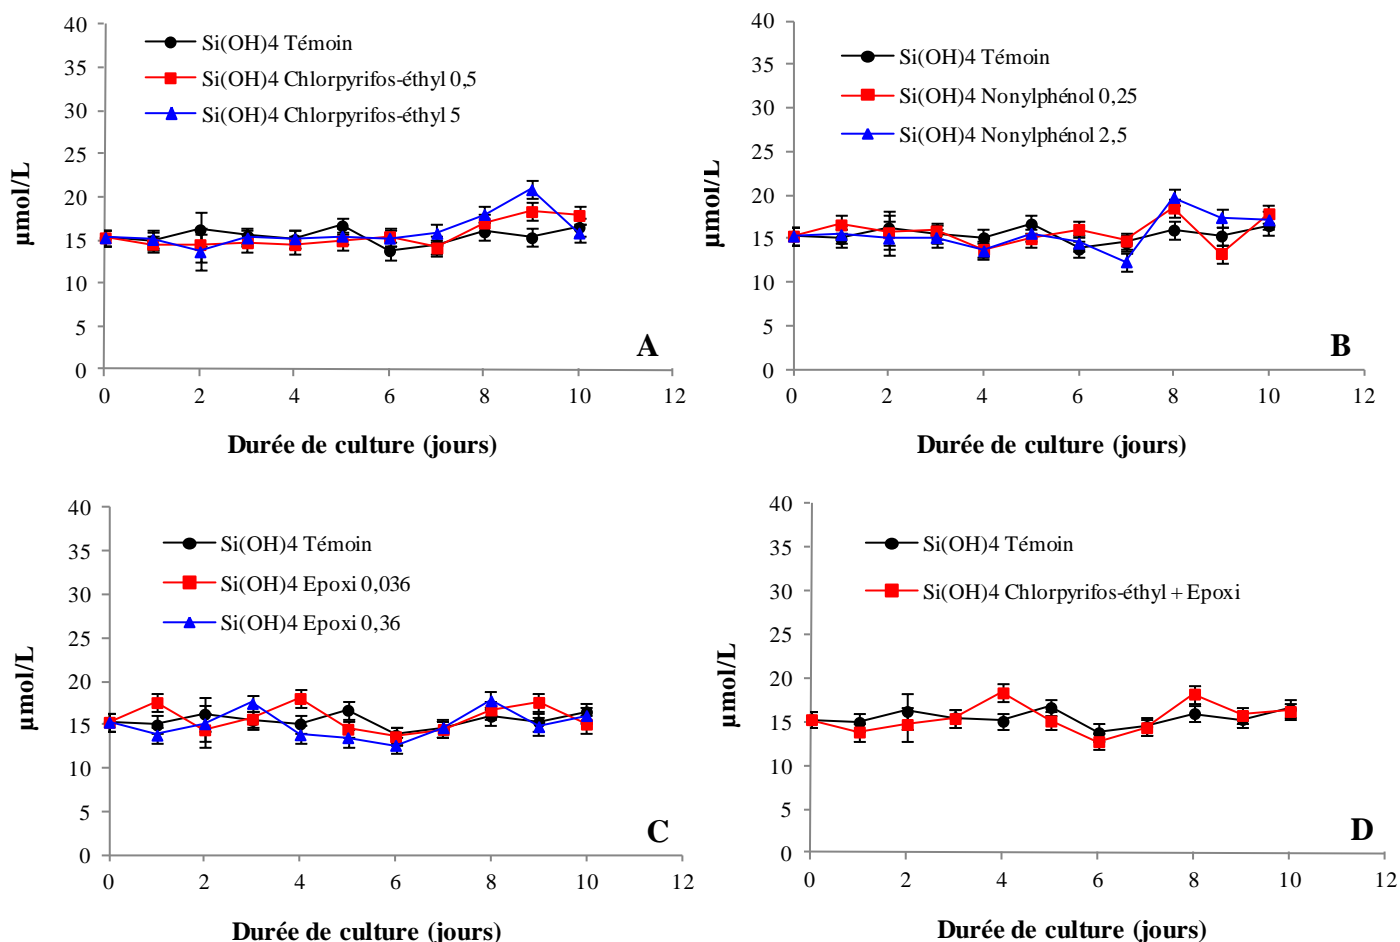 40
35
30
25
20
15
10
5
0
µmol/L
Si(OH)4 Témoin
Si(OH)4 Chlorpyrifos-éthyl 0,5
Si(OH)4 Chlorpyrifos-éthyl 5
A
0 2 4 6 8 10 12
Durée de culture (jours)
40
35
30
25
20
15
10
5
0
µmol/L
Si(OH)4 Témoin
Si(OH)4 Nonylphénol 0,25
Si(OH)4 Nonylphénol 2,5
B
0 2 4 6 8 10 12
Durée de culture (jours)
40
35
30
25
20
15
10
5
0
µmol/L
Si(OH)4 Témoin
Si(OH)4 Epoxi 0,036
Si(OH)4 Epoxi 0,36
C
0 2 4 6 8 10 12
Durée de culture (jours)
40
35
30
25
20
15
10
5
0
µmol/L
Si(OH)4 Témoin
Si(OH)4 Chlorpyrifos-éthyl + Epoxi
D
0 2 4 6 8 10 12
Durée de culture (jours)